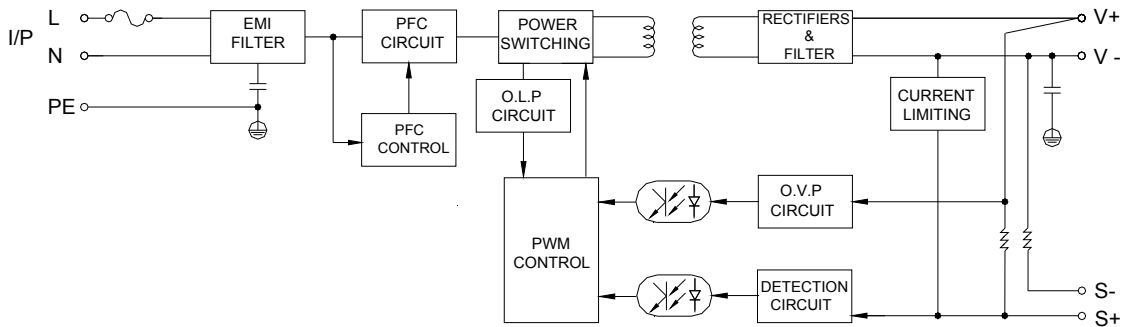 I/P
L
N
PE
EMI
FILTER
PFC
CIRCUIT
PFC
CONTROL
POWER
SWITCHING
O.L.P
CIRCUIT
PWM
CONTROL
RECTIFIERS
&
FILTER
CURRENT
LIMITING
O.V.P
CIRCUIT
DETECTION
CIRCUIT
V+
V -
S-
S+